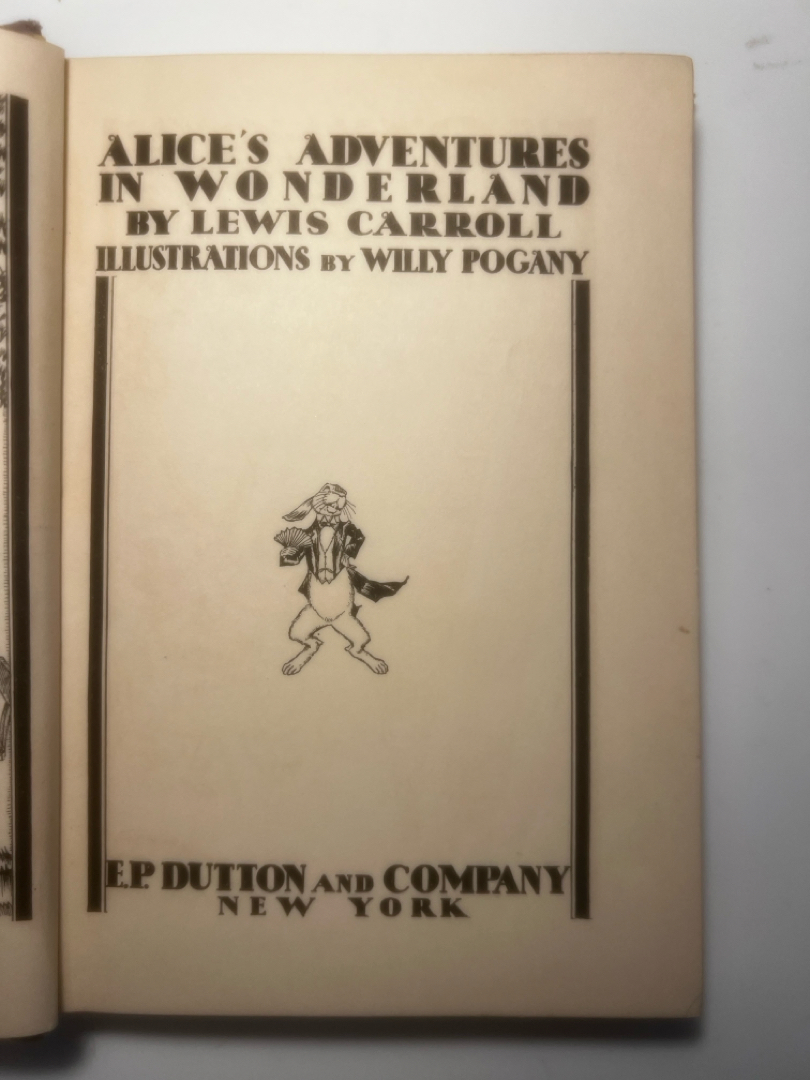 ALICE'S ADVENTURES
IN WONDERLAND
BY LEWIS CARROLL
ILLUSTRATIONS BY WILLY POGANY
E.P. DUTTON AND COMPANY
NEW YORK